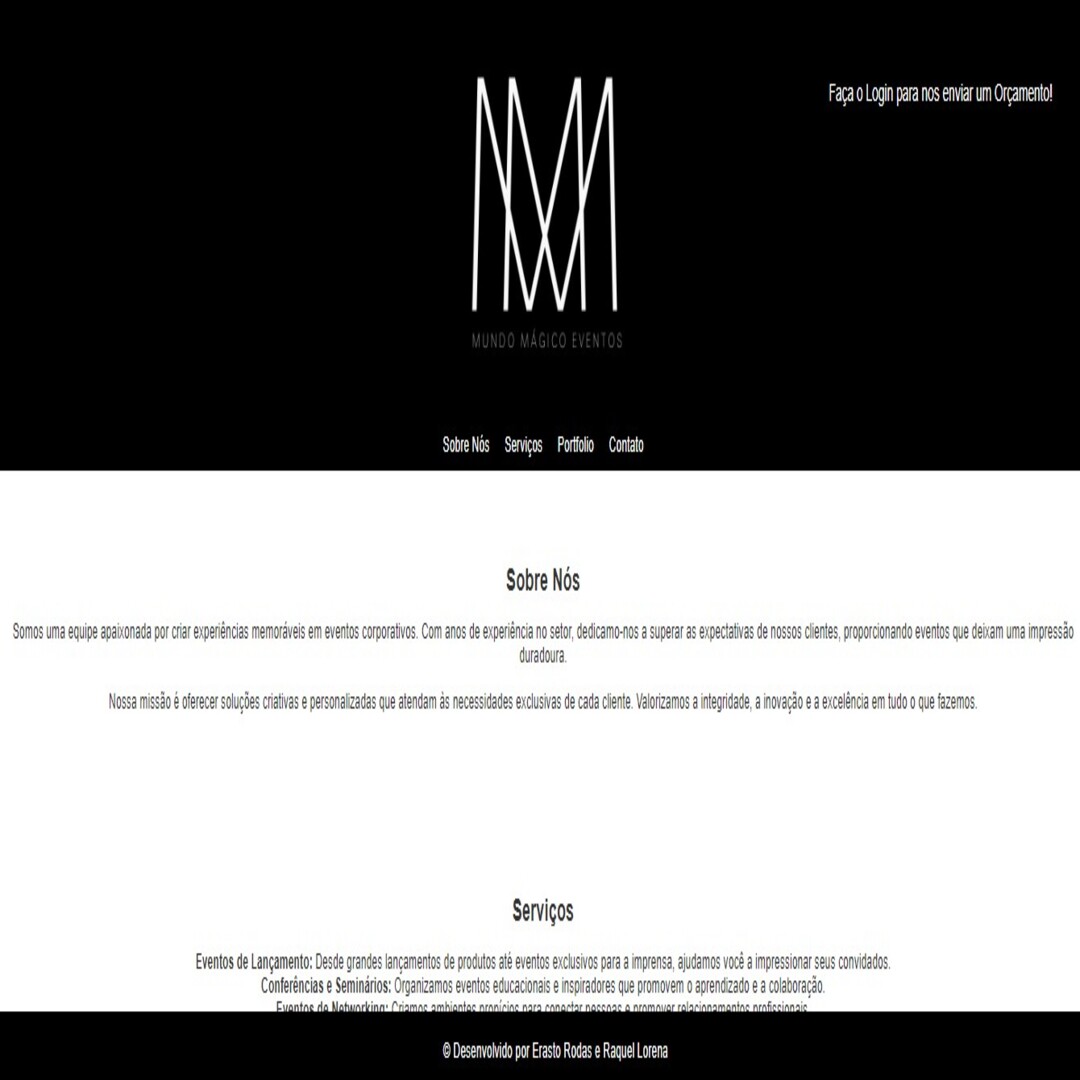 Faça o Login para nos enviar um Orçamento!
MUNDO MÁGICO EVENTOS
Sobre Nós Serviços Portfolio Contato
Sobre Nós
Somos uma equipe apaixonada por criar experiências memoráveis em eventos corporativos. Com anos de experiência no setor, dedicamo-nos a superar as expectativas de nossos clientes, proporcionando eventos que deixam uma impressão
duradoura.
Nossa missão é oferecer soluções criativas e personalizadas que atendam às necessidades exclusivas de cada cliente. Valorizamos a integridade, a inovação e a excelência em tudo o que fazemos.
Serviços
Eventos de Lançamento: Desde grandes lançamentos de produtos até eventos exclusivos para a imprensa, ajudamos você a impressionar seus convidados.
Conferências e Seminários: Organizamos eventos educacionais e inspiradores que promovem o aprendizado e a colaboração.
Eventos de Networking: Criamos ambientes propícios para conectar pessoas e promover relacionamentos profissionais.
© Desenvolvido por Erasto Rodas e Raquel Lorena